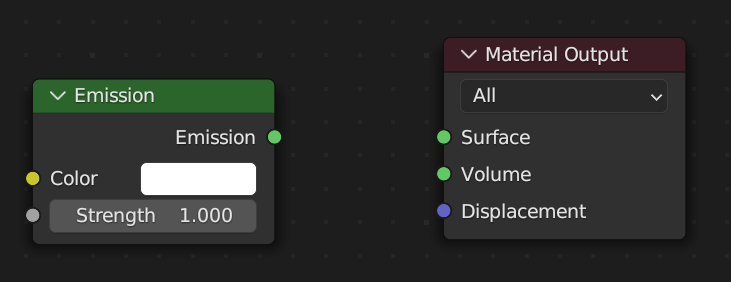 Emission
Emission
Color
Strength 1.000
Material Output
All
Surface
Volume
Displacement